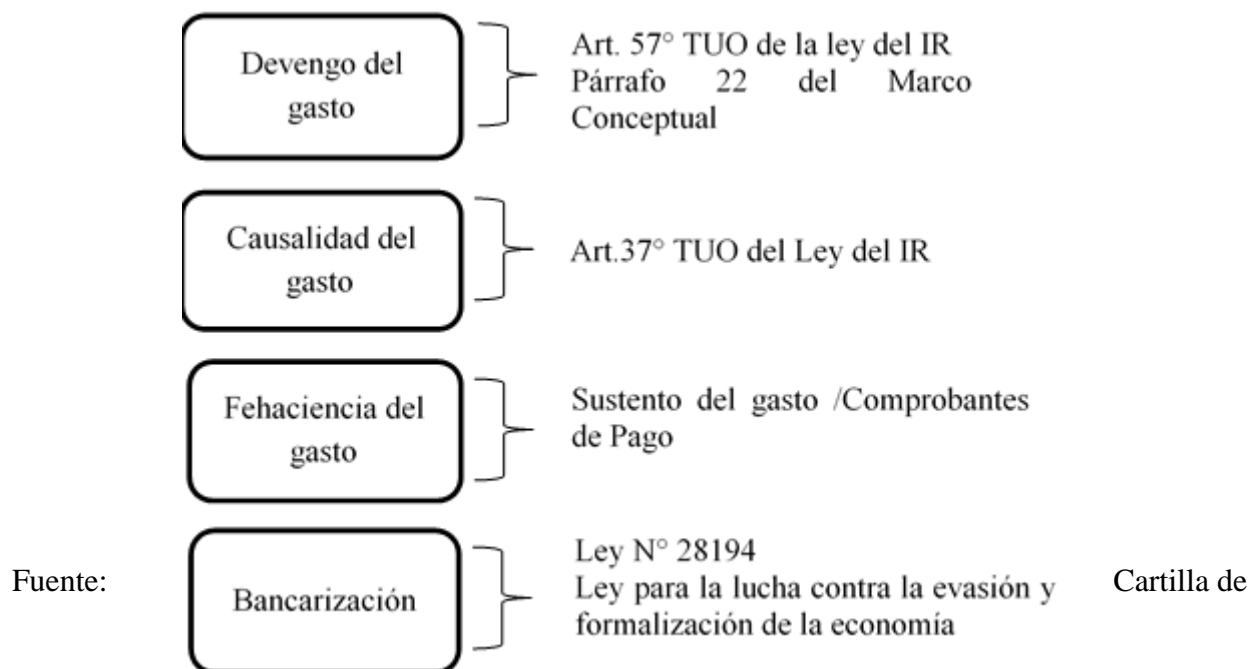 Devengo del
gasto
Art. 57° TUO de la ley del IR
Párrafo 22 del Marco
Conceptual
Causalidad del
gasto
Art.37° TUO del Ley del IR
Fehaciencia del
gasto
Sustento del gasto /Comprobantes
de Pago
Bancarización
Ley N° 28194
Ley para la lucha contra la evasión y
formalización de la economía
Fuente:
Cartilla de